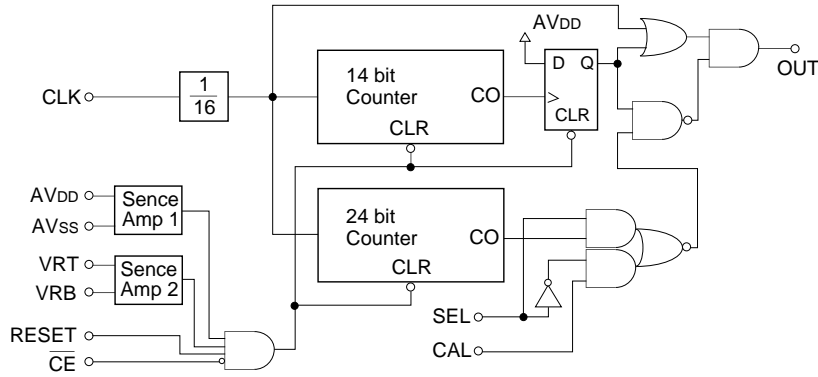 AVDD
D Q
CLR
OUT
CLK
1
16
14 bit
Counter
CO
CLR
AVDD
AVSS
Sence
Amp 1
24 bit
Counter
CO
CLR
VRT
VRB
Sence
Amp 2
SEL
CAL
RESET
CE